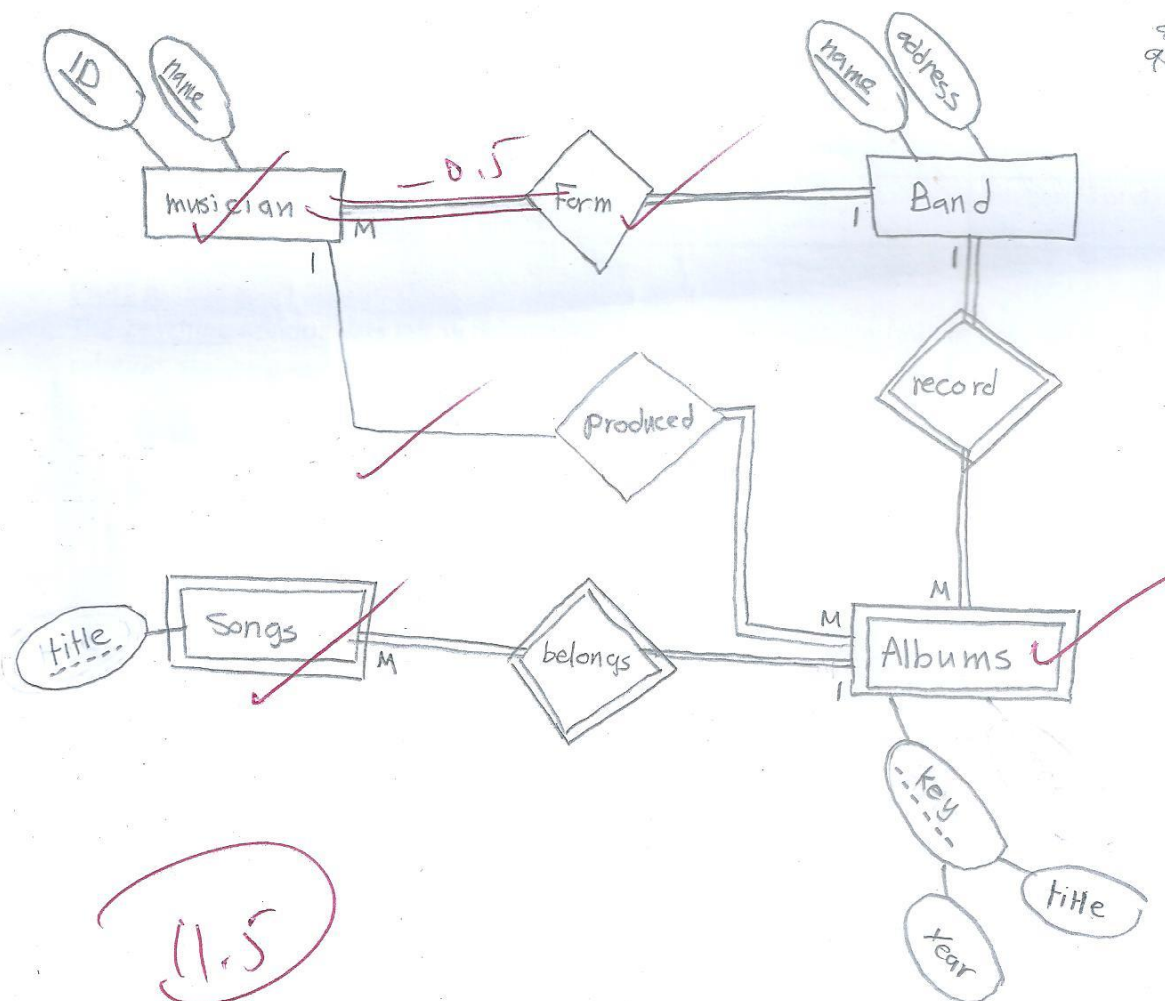 ID
name
name
address
musician
-0.5
Form
Band
M
1
1
1
produced
record
M
M
title
Songs
M
belongs
1
Albums
key
title
Year
11.5